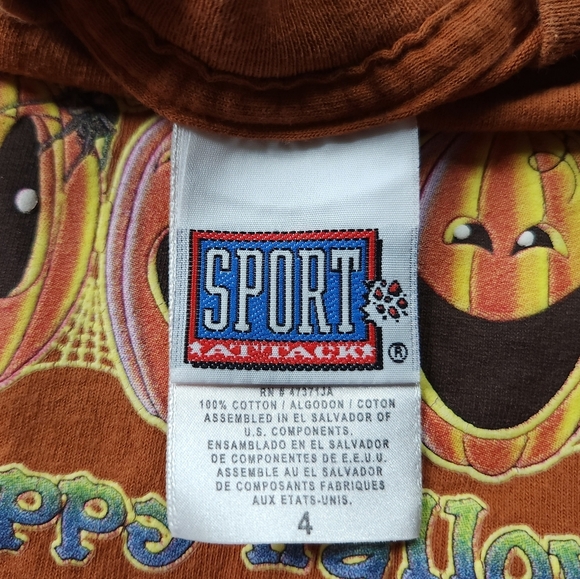 SPORT
ATTACK!
®
RN # 47371JA
100% COTTON / ALGODON / COTON
ASSEMBLED IN EL SALVADOR OF
U.S. COMPONENTS.
ENSAMBLADO EN EL SALVADOR
DE COMPONENTES DE E.E.U.U.
ASSEMBLE AU EL SALVADOR
DE COMPOSANTS FABRIQUES
AUX ETATS-UNIS.
4